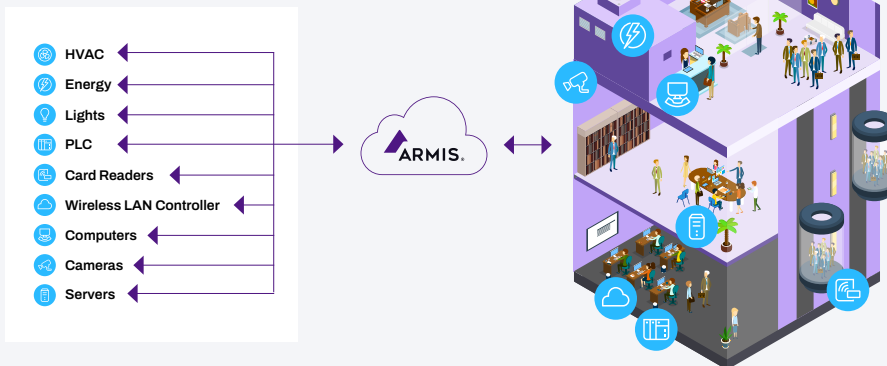 HVAC
Energy
Lights
PLC
Card Readers
Wireless LAN Controller
Computers
Cameras
Servers
ARMIS.